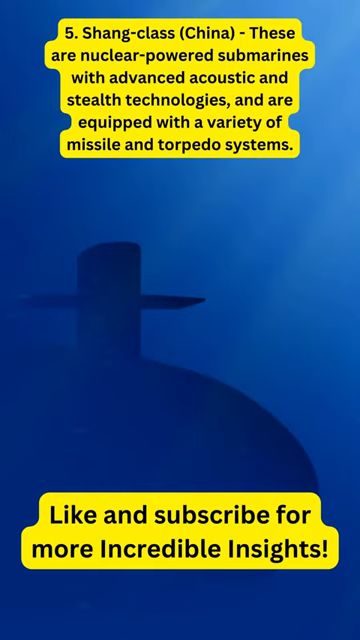 5. Shang-class (China) - These
are nuclear-powered submarines
with advanced acoustic and
stealth technologies, and are
equipped with a variety of
missile and torpedo systems.
Like and subscribe for
more Incredible Insights!